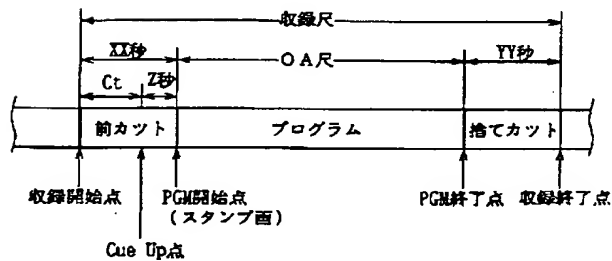 収録尺
XX秒 OA尺 YY秒
Ct Z秒
前カット プログラム 捨てカット
収録開始点 PGM開始点 PGM終了点 収録終了点
(スタンプ画)
Cue Up点